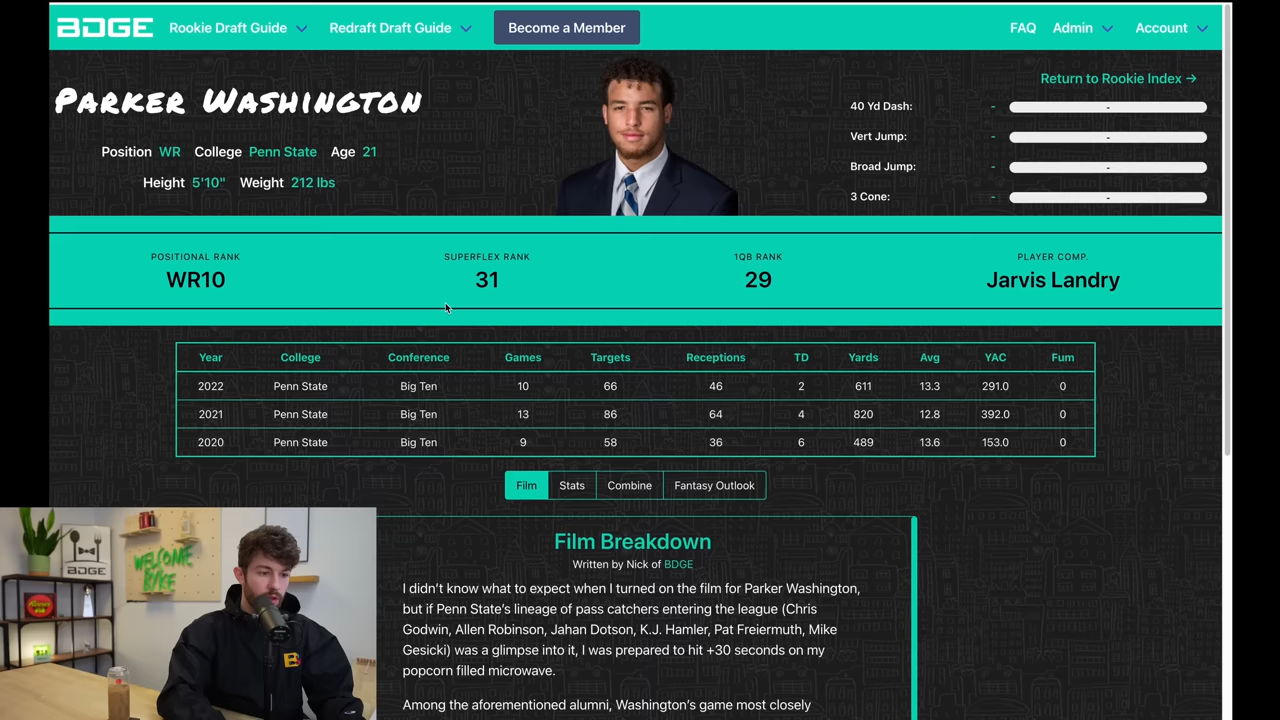 BDGE Rookie Draft Guide Redraft Draft Guide Become a Member FAQ Admin Account
Return to Rookie Index →
PARKER WASHINGTON
Position WR College Penn State Age 21
Height 5'10" Weight 212 lbs
40 Yd Dash: - -
Vert Jump: - -
Broad Jump: - -
3 Cone: - -
POSITIONAL RANK SUPERFLEX RANK 1QB RANK PLAYER COMP.
WR10 31 29 Jarvis Landry
Year College Conference Games Targets Receptions TD Yards Avg YAC Fum
2022 Penn State Big Ten 10 66 46 2 611 13.3 291.0 0
2021 Penn State Big Ten 13 86 64 4 820 12.8 392.0 0
2020 Penn State Big Ten 9 58 36 6 489 13.6 153.0 0
Film Stats Combine Fantasy Outlook
Film Breakdown
Written by Nick of BDGE
I didn't know what to expect when I turned on the film for Parker Washington,
but if Penn State's lineage of pass catchers entering the league (Chris
Godwin, Allen Robinson, Jahan Dotson, K.J. Hamler, Pat Freiermuth, Mike
Gesicki) was a glimpse into it, I was prepared to hit +30 seconds on my
popcorn filled microwave.
Among the aforementioned alumni, Washington's game most closely
BDGE
WELCOME